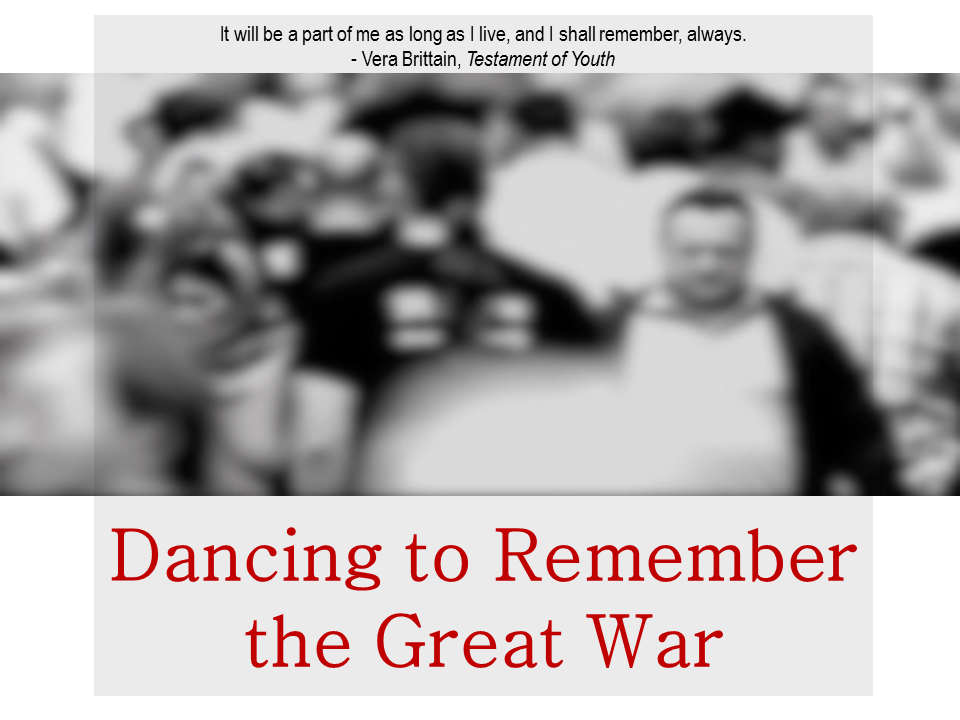 It will be a part of me as long as I live, and I shall remember, always.
- Vera Brittain, Testament of Youth
Dancing to Remember
the Great War